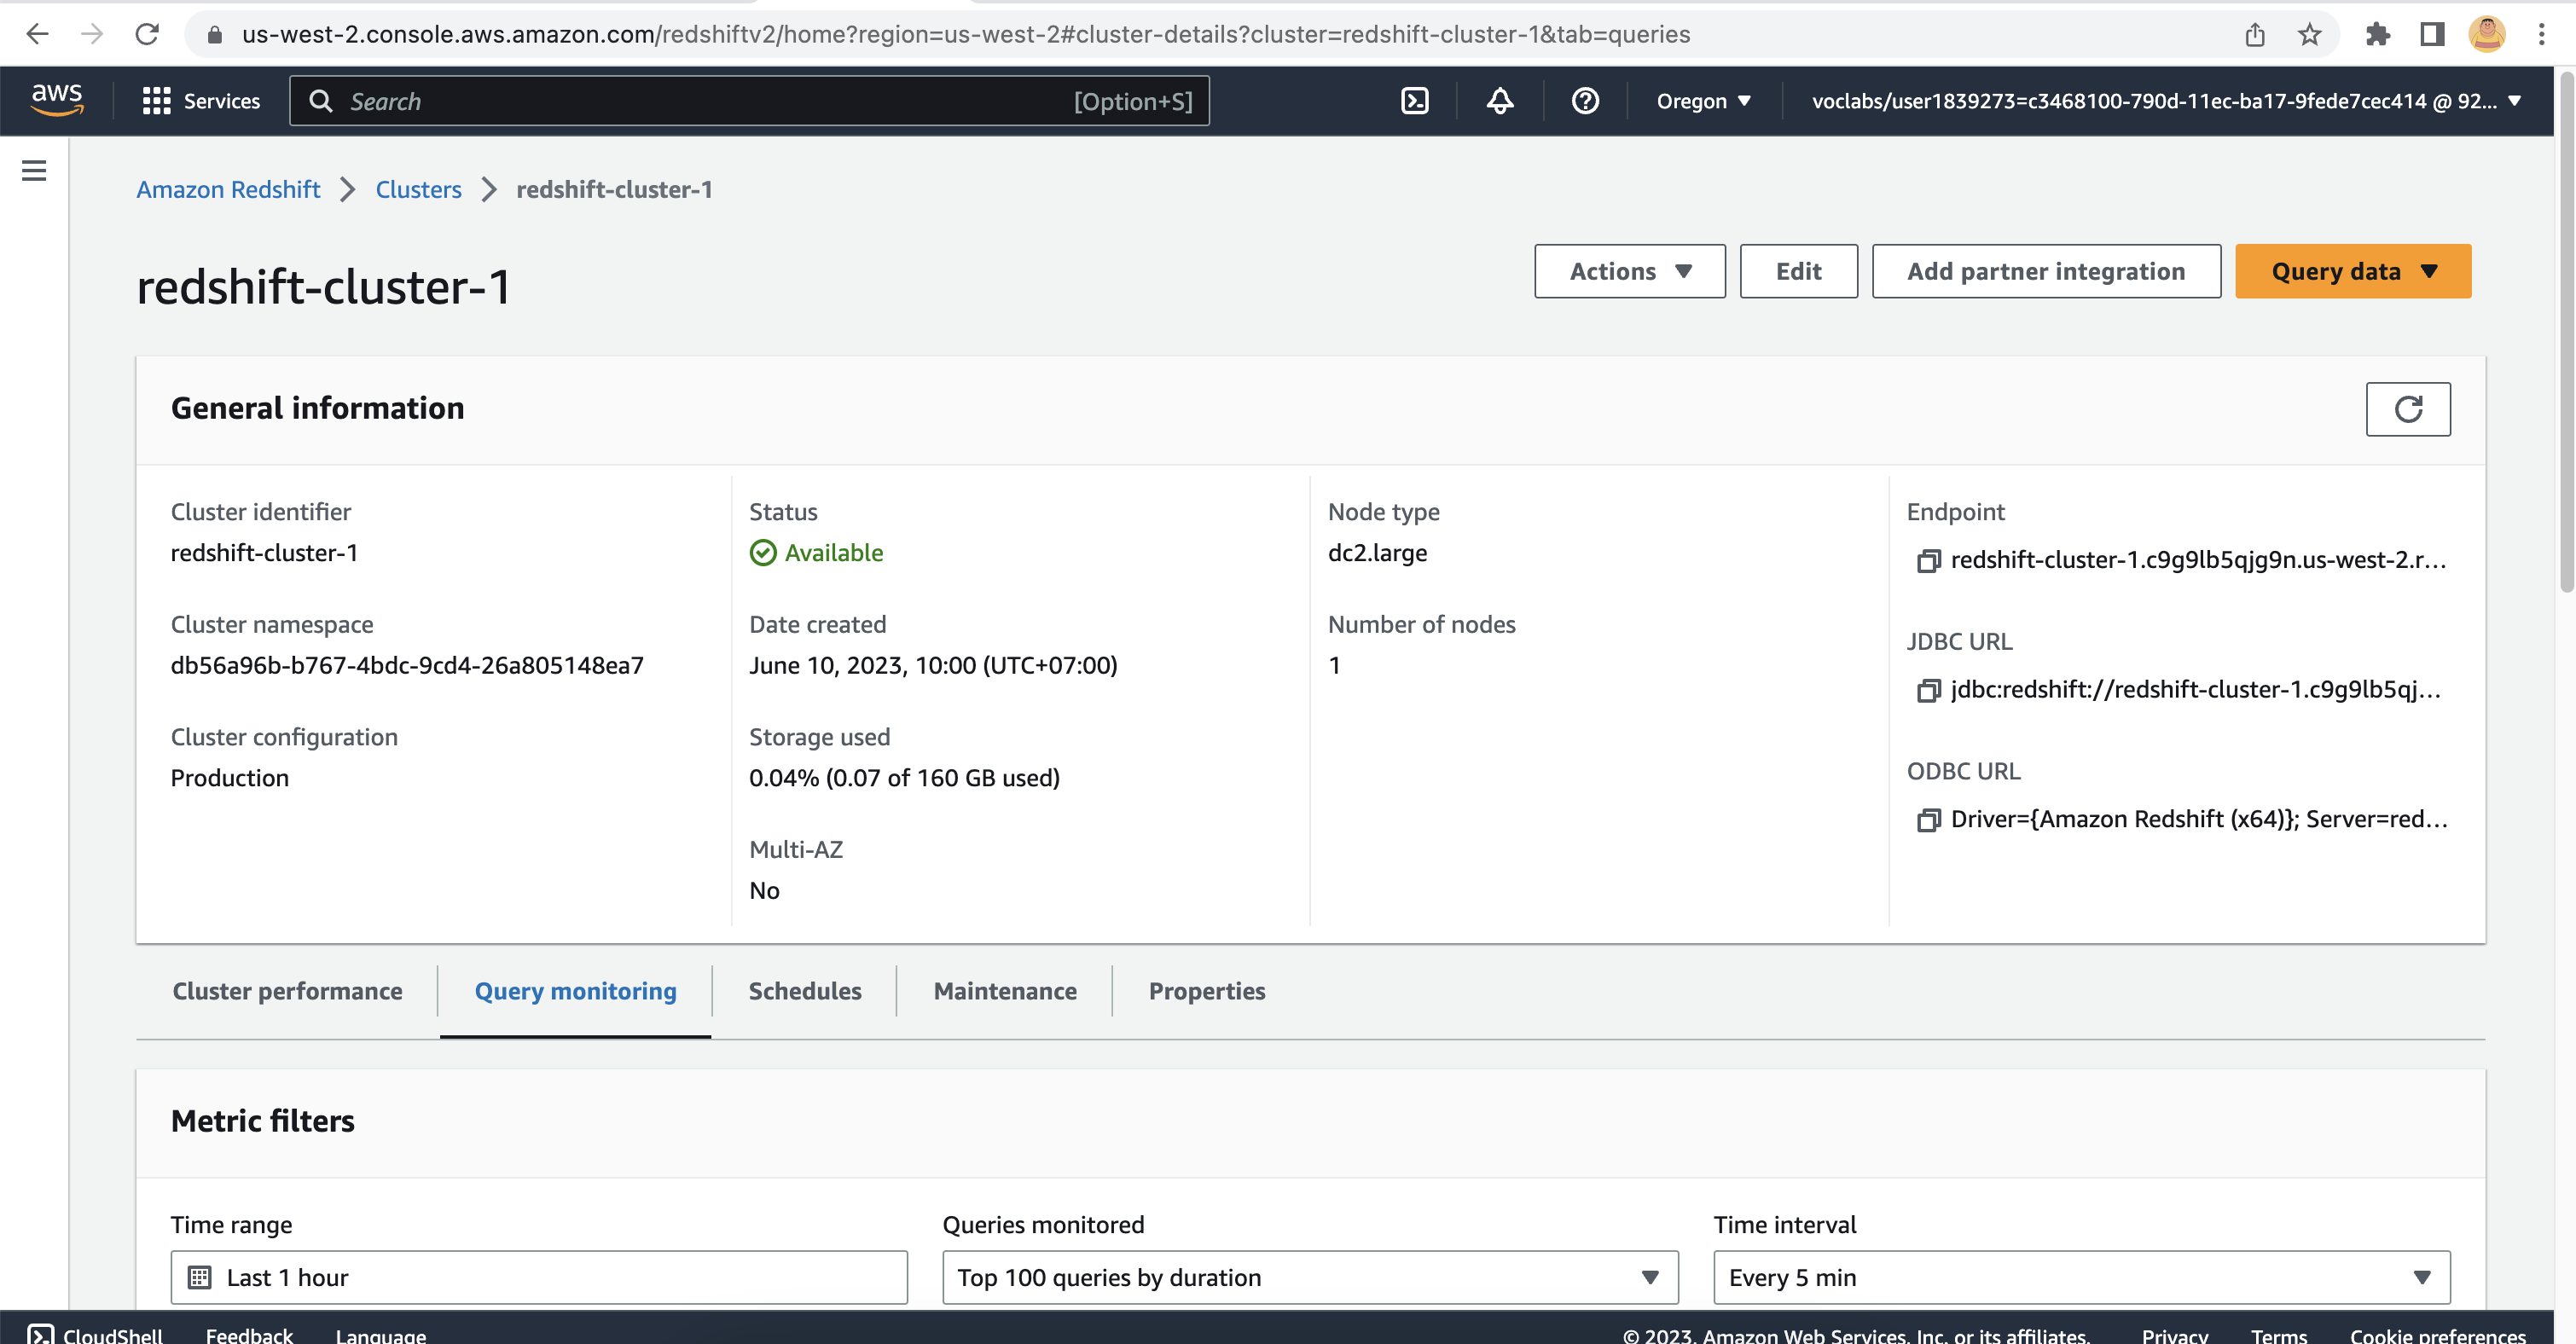 us-west-2.console.aws.amazon.com/redshiftv2/home?region=us-west-2#cluster-details?cluster=redshift-cluster-1&tab=queries
aws Services Search [Option+S] Oregon voclabs/user1839273=c3468100-790d-11ec-ba17-9fede7cec414 @ 92...
Amazon Redshift Clusters redshift-cluster-1
redshift-cluster-1
Actions Edit Add partner integration Query data
General information
Cluster identifier
redshift-cluster-1
Cluster namespace
db56a96b-b767-4bdc-9cd4-26a805148ea7
Cluster configuration
Production
Status
Available
Date created
June 10, 2023, 10:00 (UTC+07:00)
Storage used
0.04% (0.07 of 160 GB used)
Multi-AZ
No
Node type
dc2.large
Number of nodes
1
Endpoint
redshift-cluster-1.c9g9lb5qjg9n.us-west-2.r...
JDBC URL
jdbc:redshift://redshift-cluster-1.c9g9lb5qj...
ODBC URL
Driver={Amazon Redshift (x64)}; Server=red...
Cluster performance Query monitoring Schedules Maintenance Properties
Metric filters
Time range
Last 1 hour
Queries monitored
Top 100 queries by duration
Time interval
Every 5 min
CloudShell Feedback Language © 2023, Amazon Web Services, Inc. or its affiliates. Privacy Terms Cookie preferences